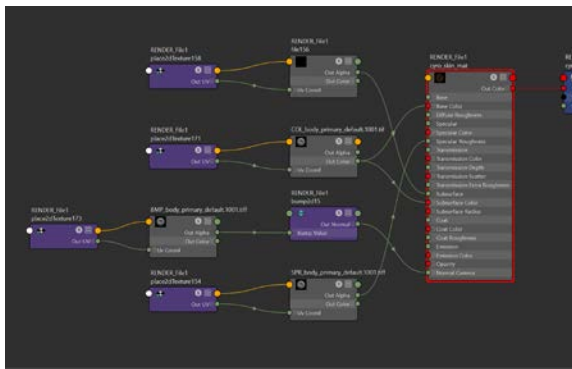 RENDER_file1
place2dTexture158
Out UV
RENDER_file1
file156
Out Alpha
Out Color
Uv Coord
RENDER_file1
place2dTexture171
Out UV
COL_body_primary_default.1001.tif
Out Alpha
Out Color
Uv Coord
RENDER_file1
place2dTexture173
Out UV
BMP_body_primary_default.1001.tiff
Out Alpha
Out Color
Uv Coord
RENDER_file1
bump2d15
Out Normal
Bump Value
RENDER_file1
place2dTexture154
Out UV
SPR_body_primary_default.1001.tiff
Out Alpha
Out Color
Uv Coord
RENDER_file1
Out Color
Base
Base Color
Diffuse Roughness
Specular
Specular Color
Specular Roughness
Transmission
Transmission Color
Transmission Depth
Transmission Scatter
Transmission Extra Roughness
Subsurface
Subsurface Color
Subsurface Radius
Coat
Coat Color
Coat Roughness
Emission
Emission Color
Opacity
Normal Camera